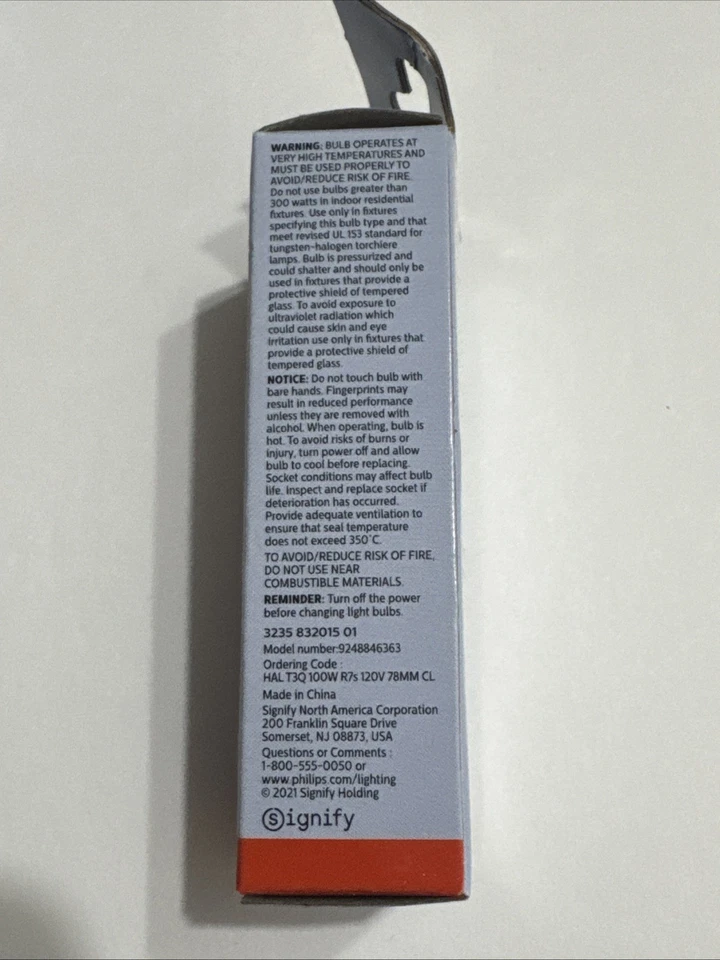 WARNING: BULB OPERATES AT
VERY HIGH TEMPERATURES AND
MUST BE USED PROPERLY TO
AVOID/REDUCE RISK OF FIRE.
Do not use bulbs greater than
300 watts in indoor residential
fixtures. Use only in fixtures
specifying this bulb type and that
meet revised UL 153 standard for
tungsten-halogen torchiere
lamps. Bulb is pressurized and
could shatter and should only be
used in fixtures that provide a
protective shield of tempered
glass. To avoid exposure to
ultraviolet radiation which
could cause skin and eye
irritation use only in fixtures that
provide a protective shield of
tempered glass.
NOTICE: Do not touch bulb with
bare hands. Fingerprints may
result in reduced performance
unless they are removed with
alcohol. When operating, bulb is
hot. To avoid risks of burns or
injury, turn power off and allow
bulb to cool before replacing.
Socket conditions may affect bulb
life. Inspect and replace socket if
deterioration has occurred.
Provide adequate ventilation to
ensure that seal temperature
does not exceed 350°C.
TO AVOID/REDUCE RISK OF FIRE,
DO NOT USE NEAR
COMBUSTIBLE MATERIALS.
REMINDER: Turn off the power
before changing light bulbs.
3235 832015 01
Model number:9248846363
Ordering Code :
HAL T3Q 100W R7s 120V 78MM CL
Made in China
Signify North America Corporation
200 Franklin Square Drive
Somerset, NJ 08873, USA
Questions or Comments :
1-800-555-0050 or
www.philips.com/lighting
© 2021 Signify Holding
Signify